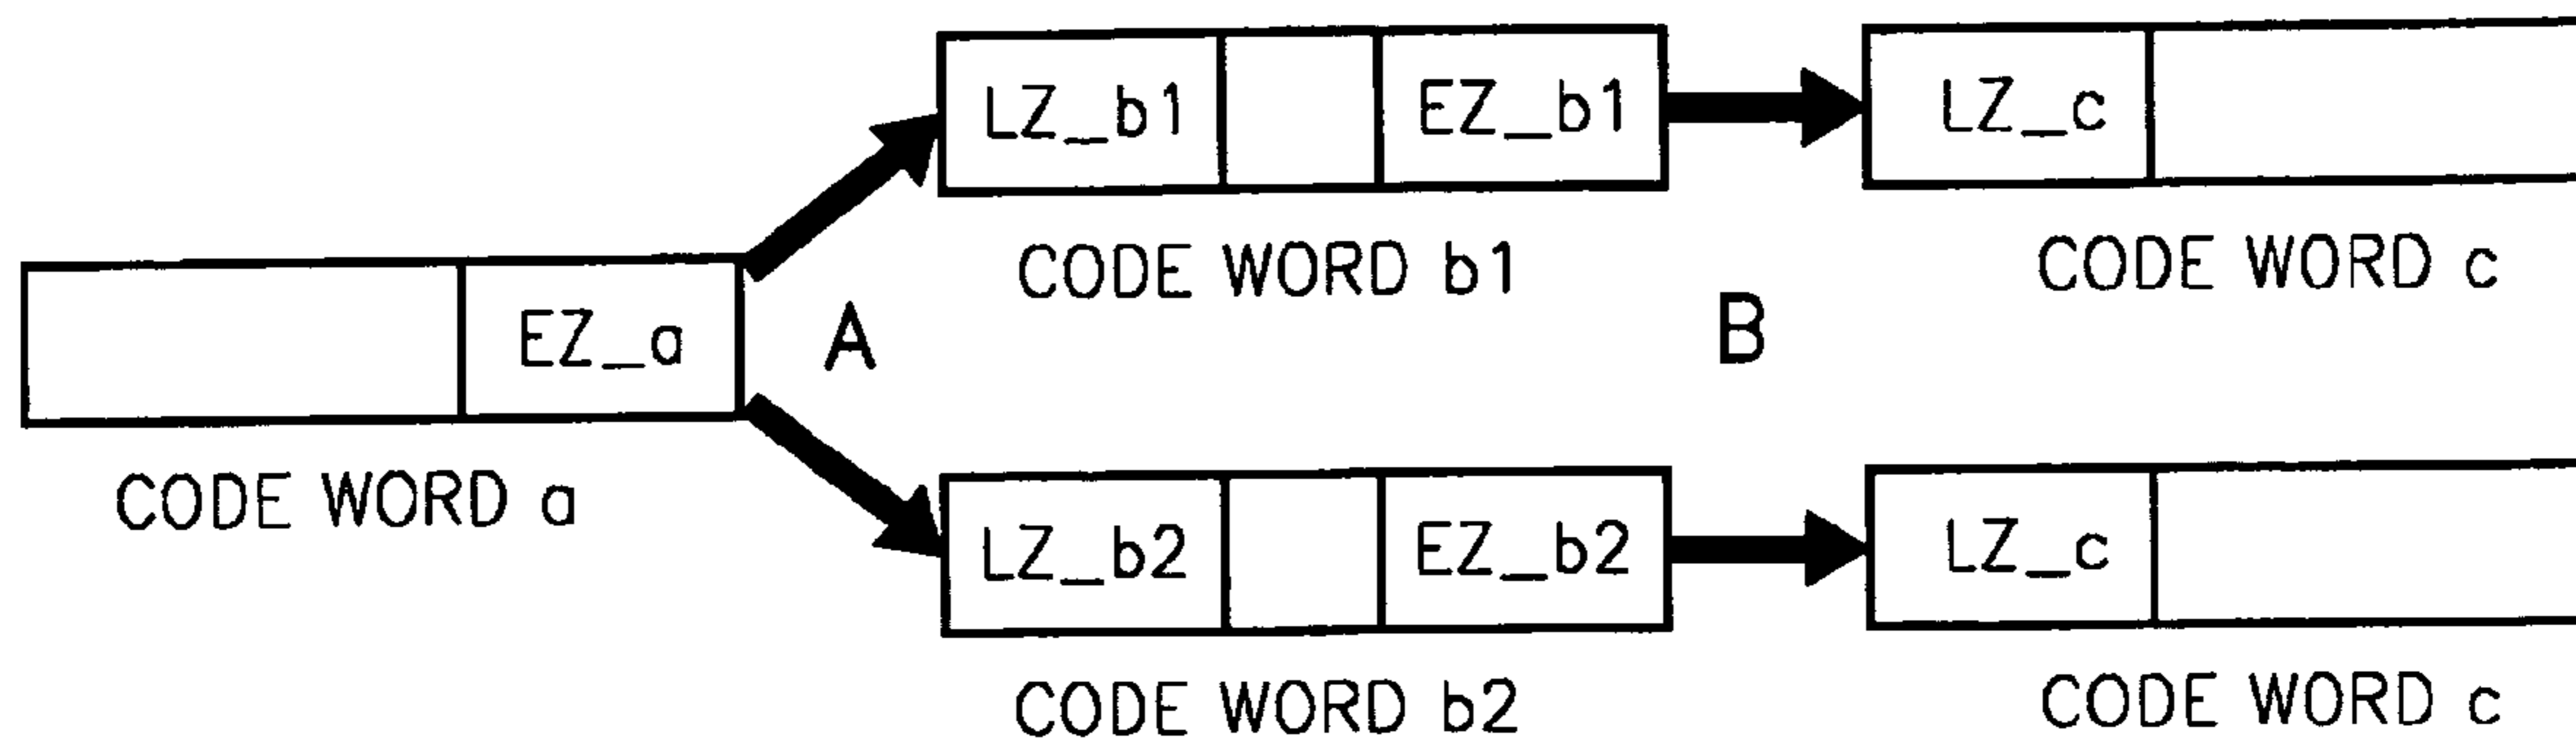 LZ_b1 EZ_b1 LZ_c
CODE WORD b1 CODE WORD c
EZ_a A B
CODE WORD a
LZ_b2 EZ_b2 LZ_c
CODE WORD b2 CODE WORD c